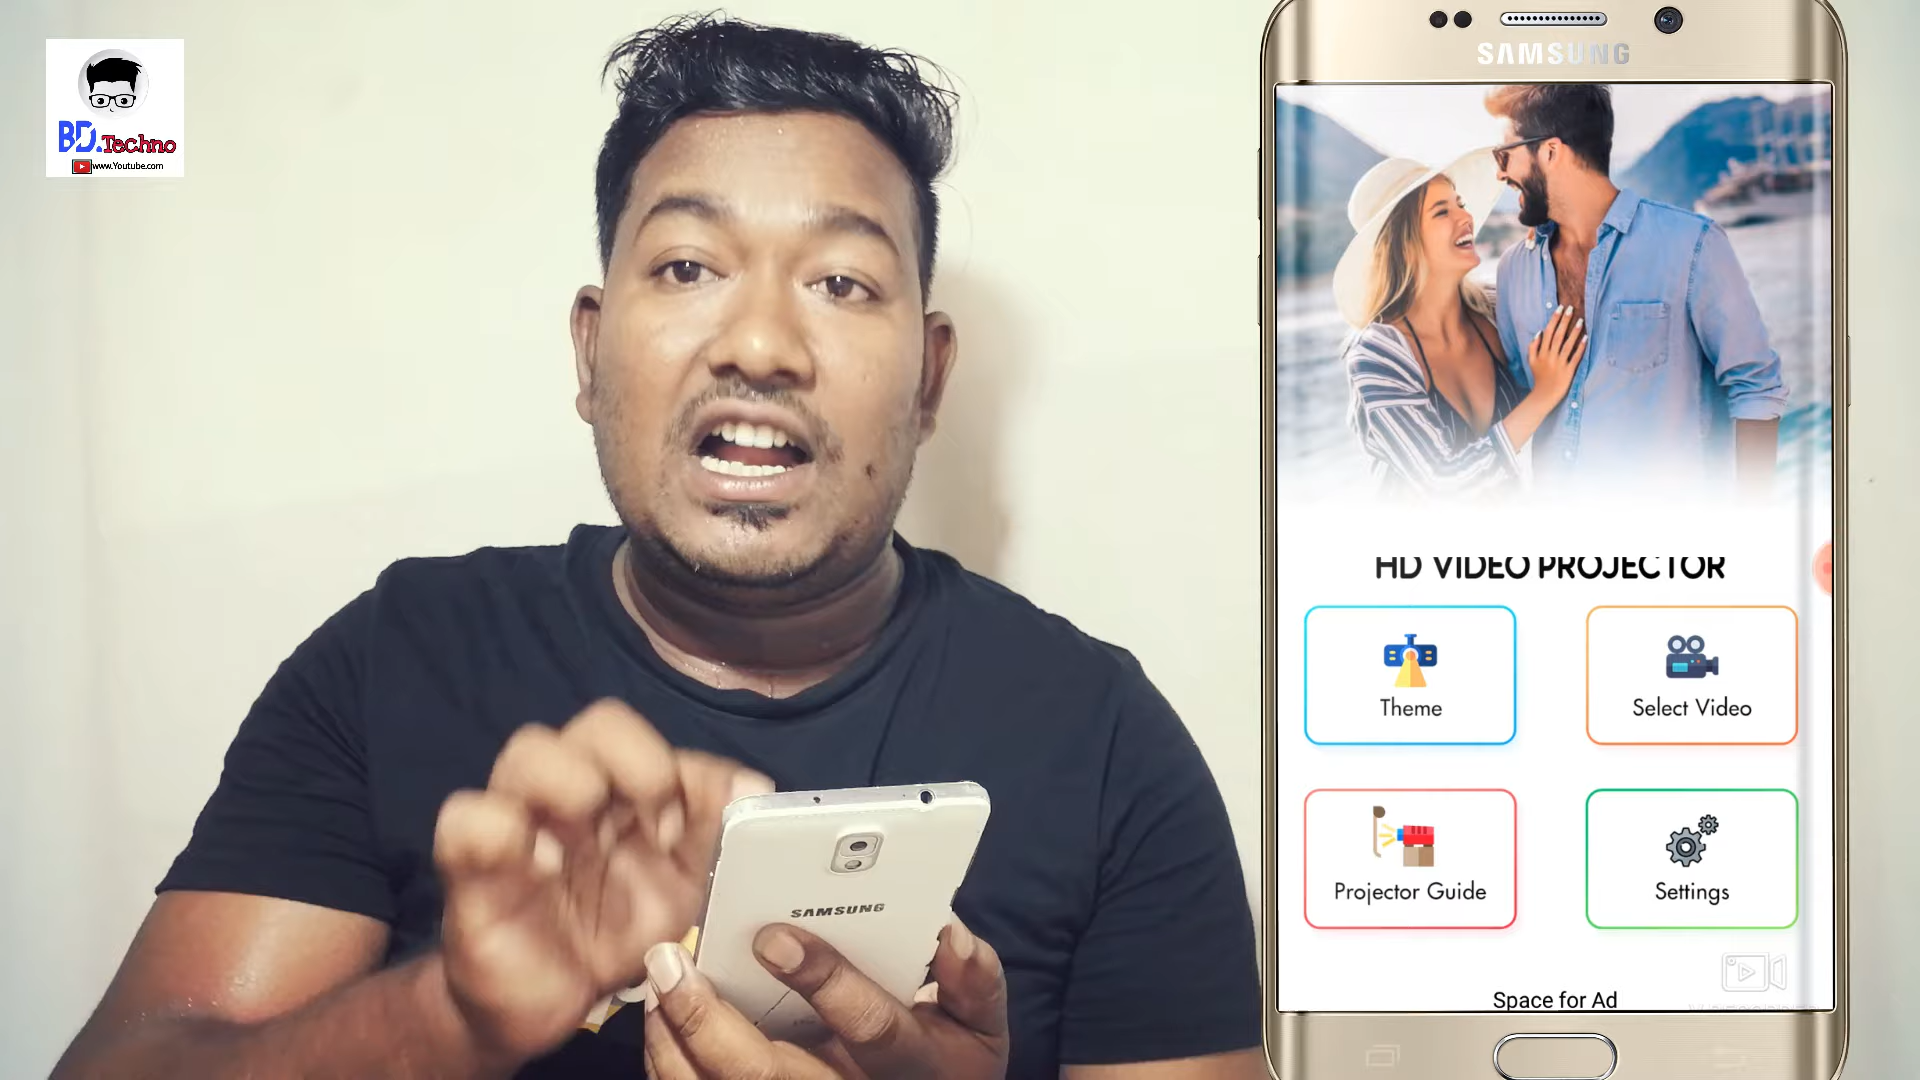 BD.Techno
www.Youtube.com
SAMSUNG
SAMSUNG
HD VIDEO PROJECTOR
Theme
Select Video
Projector Guide
Settings
Space for Ad